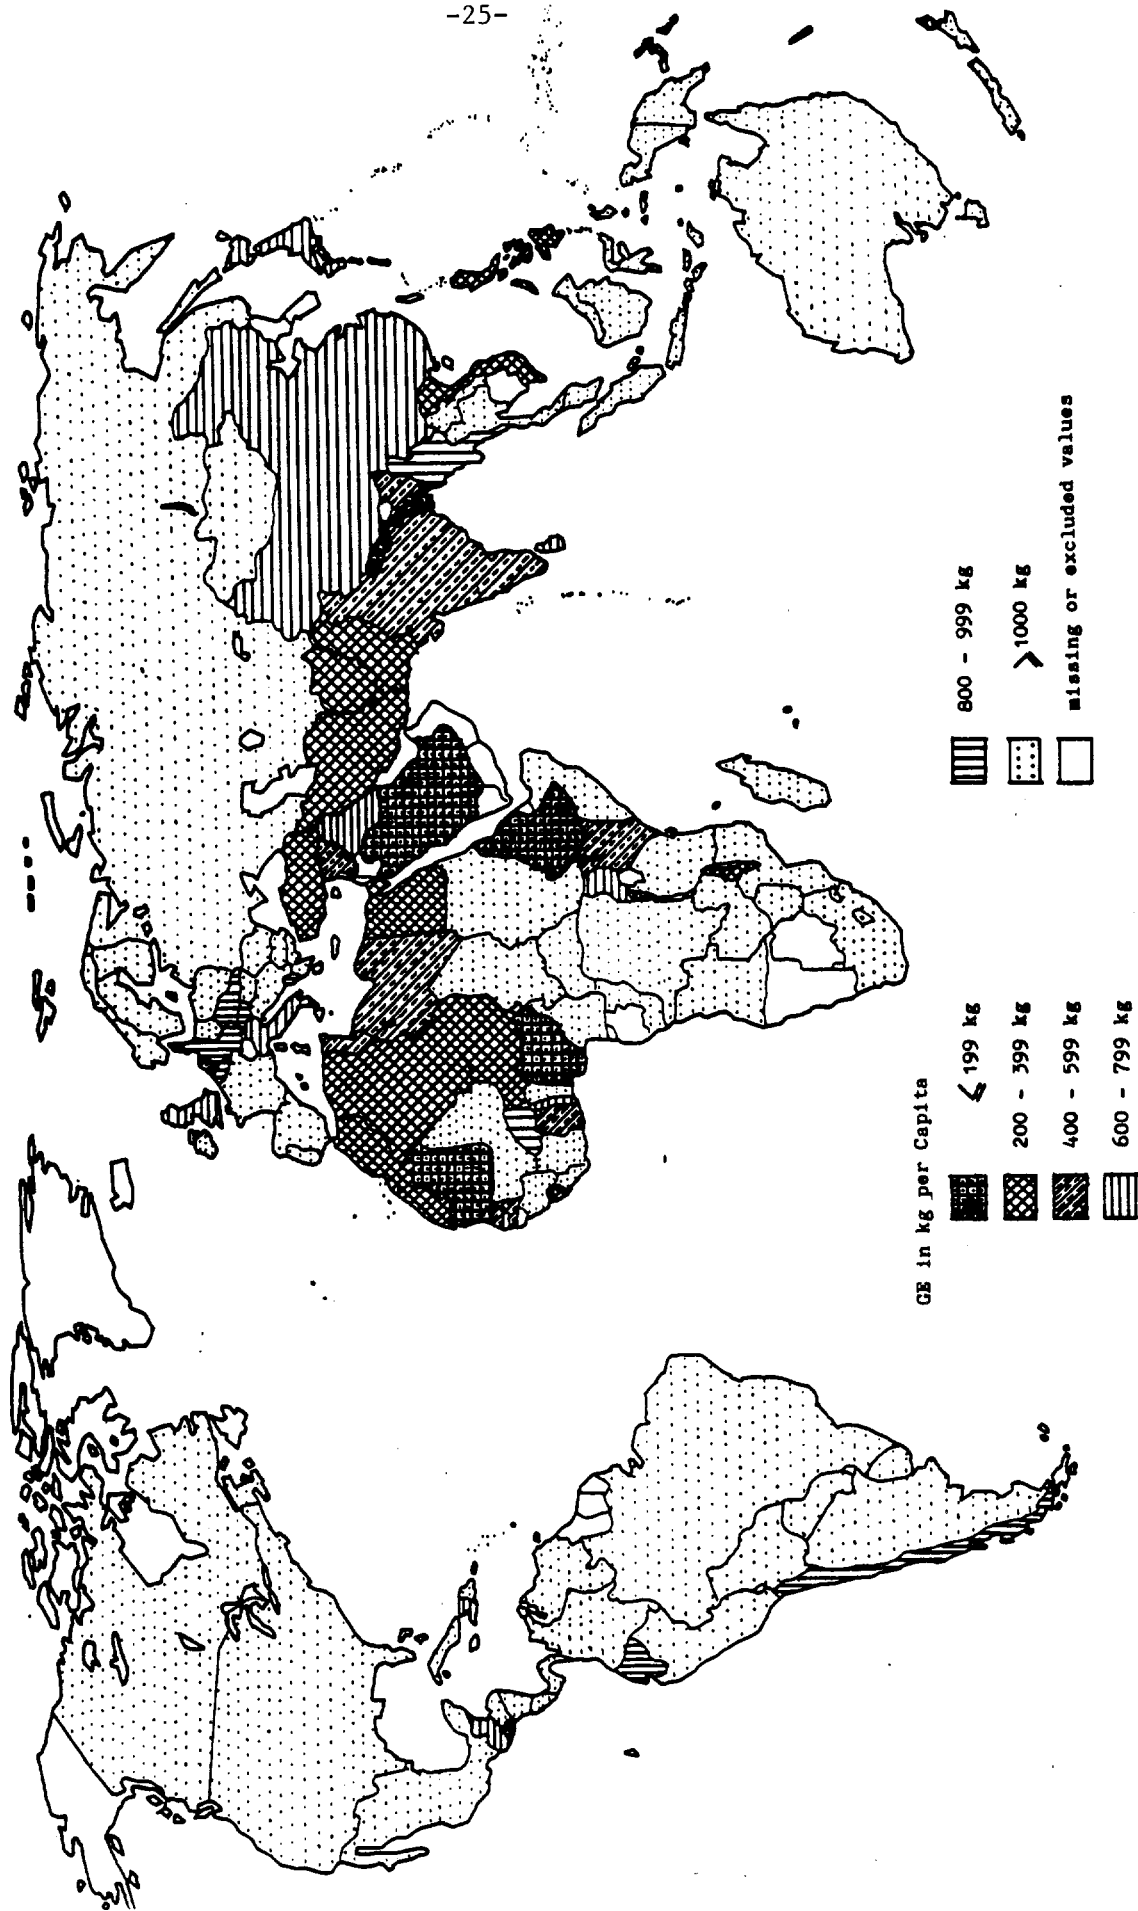 -25-
GE in kg per Capita
≤ 199 kg
200 - 399 kg
400 - 599 kg
600 - 799 kg
800 - 999 kg
>1000 kg
missing or excluded values